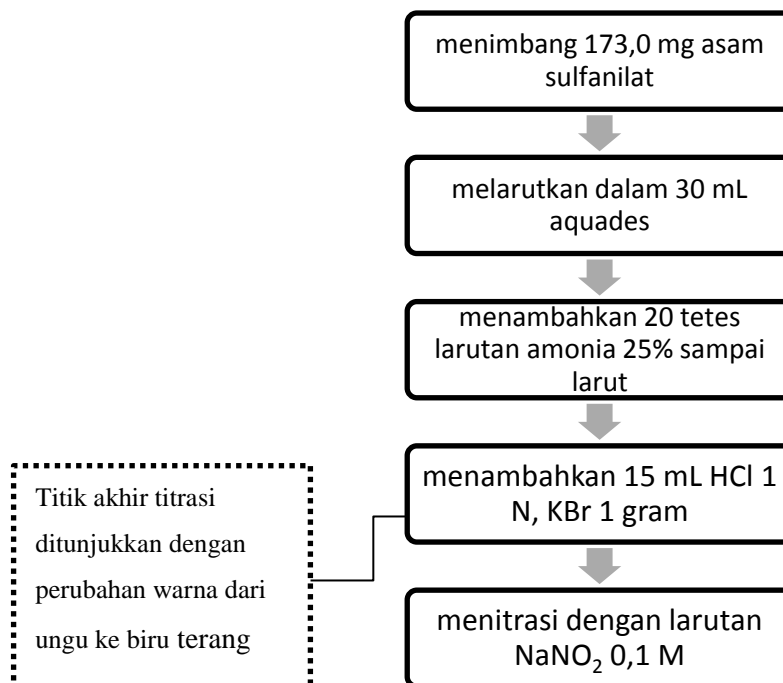 menimbang 173,0 mg asam
sulfanilat
melarutkan dalam 30 mL
aquades
menambahkan 20 tetes
larutan amonia 25% sampai
larut
menambahkan 15 mL HCl 1
N, KBr 1 gram
Titik akhir titrasi
ditunjukkan dengan
perubahan warna dari
ungu ke biru terang
menitrasi dengan larutan
NaNO₂ 0,1 M